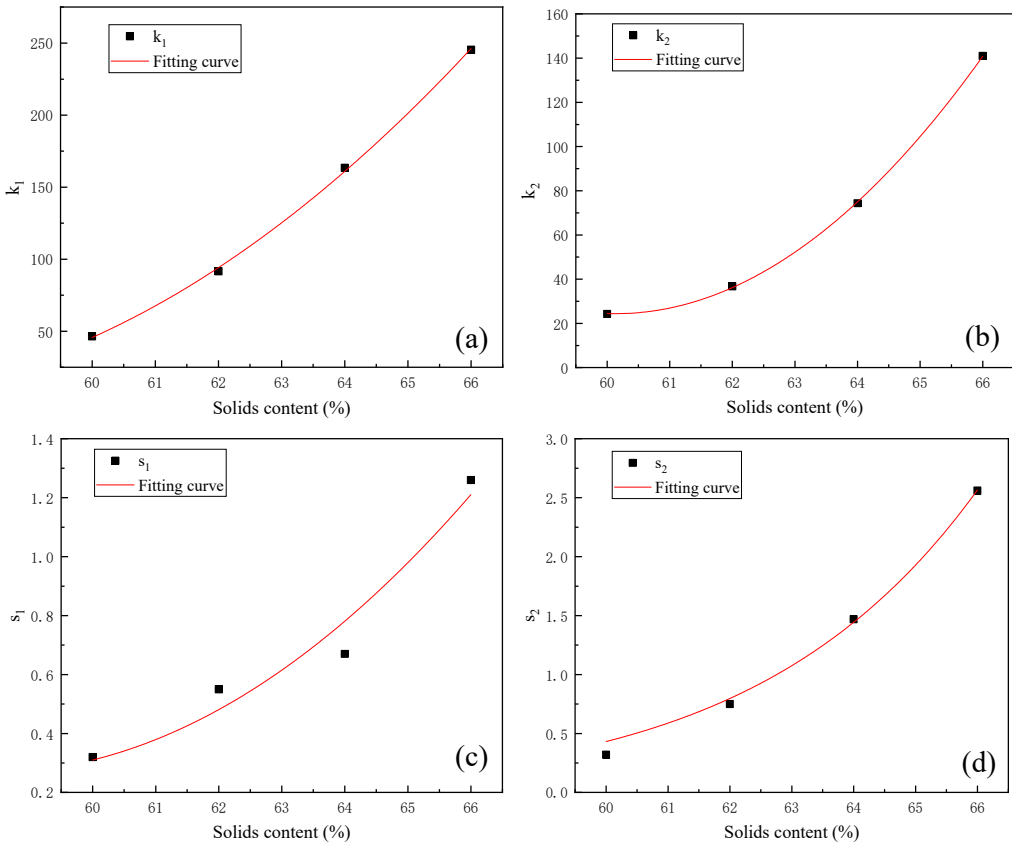 250
200
150
100
50
k₁
k₁
Fitting curve
(a)
60 61 62 63 64 65 66
Solids content (%)
160
140
120
100
80
60
40
20
0
k₂
k₂
Fitting curve
(b)
60 61 62 63 64 65 66
Solids content (%)
1.4
1.2
1.0
0.8
0.6
0.4
0.2
s₁
s₁
Fitting curve
(c)
60 61 62 63 64 65 66
Solids content (%)
3.0
2.5
2.0
1.5
1.0
0.5
0.0
s₂
s₂
Fitting curve
(d)
60 61 62 63 64 65 66
Solids content (%)